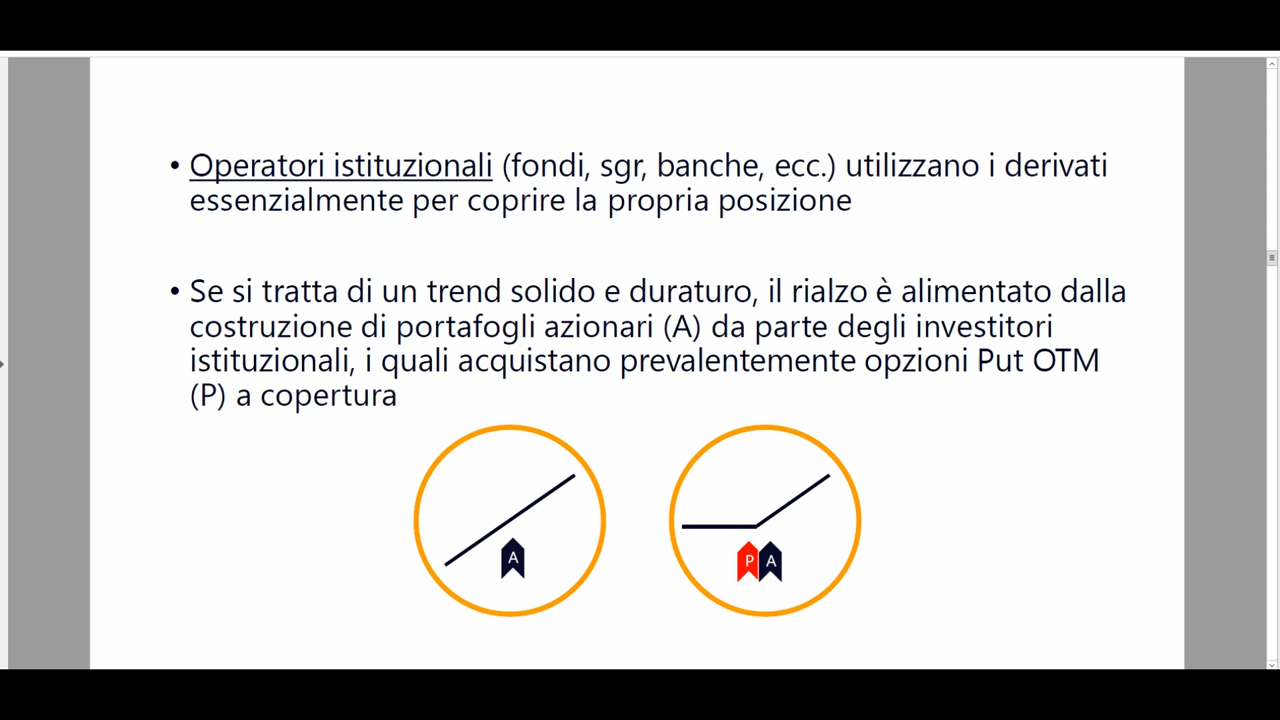 • Operatori istituzionali (fondi, sgr, banche, ecc.) utilizzano i derivati
essenzialmente per coprire la propria posizione
• Se si tratta di un trend solido e duraturo, il rialzo è alimentato dalla
costruzione di portafogli azionari (A) da parte degli investitori
istituzionali, i quali acquistano prevalentemente opzioni Put OTM
(P) a copertura
A
P A